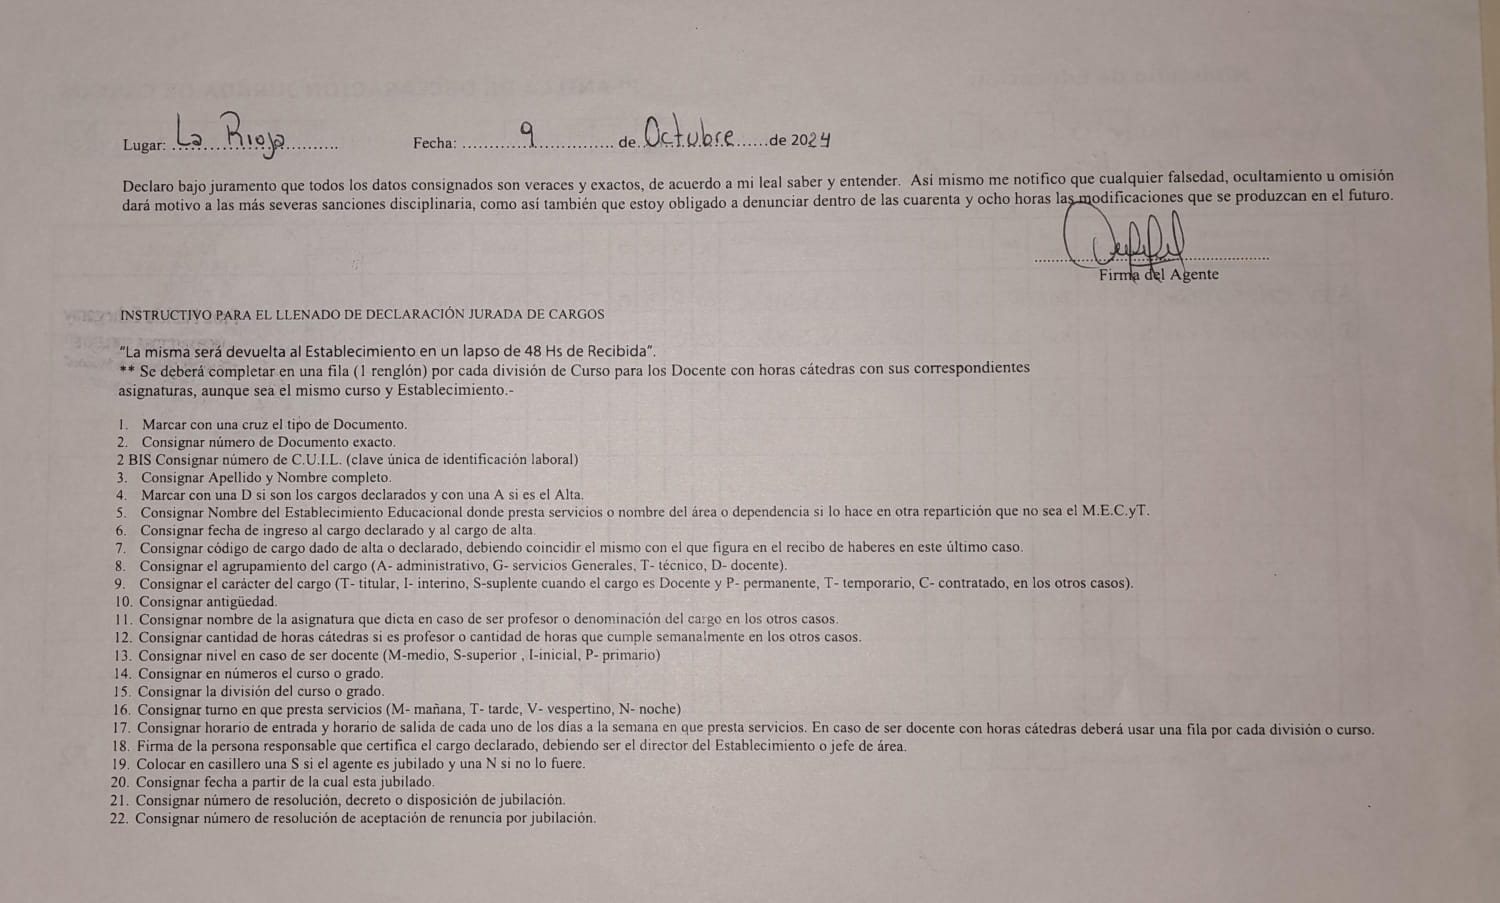 Lugar: La Rioja Fecha: 9 de Octubre de 2024
Declaro bajo juramento que todos los datos consignados son veraces y exactos, de acuerdo a mi leal saber y entender. Así mismo me notifico que cualquier falsedad, ocultamiento u omisión
dará motivo a las más severas sanciones disciplinaria, como así también que estoy obligado a denunciar dentro de las cuarenta y ocho horas las modificaciones que se produzcan en el futuro.
Firma del Agente
INSTRUCTIVO PARA EL LLENADO DE DECLARACIÓN JURADA DE CARGOS
"La misma será devuelta al Establecimiento en un lapso de 48 Hs de Recibida".
** Se deberá completar en una fila (1 renglón) por cada división de Curso para los Docente con horas cátedras con sus correspondientes
asignaturas, aunque sea el mismo curso y Establecimiento.-
1. Marcar con una cruz el tipo de Documento.
2. Consignar número de Documento exacto.
2 BIS Consignar número de C.U.I.L. (clave única de identificación laboral)
3. Consignar Apellido y Nombre completo.
4. Marcar con una D si son los cargos declarados y con una A si es el Alta.
5. Consignar Nombre del Establecimiento Educacional donde presta servicios o nombre del área o dependencia si lo hace en otra repartición que no sea el M.E.C.yT.
6. Consignar fecha de ingreso al cargo declarado y al cargo de alta.
7. Consignar código de cargo dado de alta o declarado, debiendo coincidir el mismo con el que figura en el recibo de haberes en este último caso.
8. Consignar el agrupamiento del cargo (A- administrativo, G- servicios Generales, T- técnico, D- docente).
9. Consignar el carácter del cargo (T- titular, I- interino, S-suplente cuando el cargo es Docente y P- permanente, T- temporario, C- contratado, en los otros casos).
10. Consignar antigüedad.
11. Consignar nombre de la asignatura que dicta en caso de ser profesor o denominación del cargo en los otros casos.
12. Consignar cantidad de horas cátedras si es profesor o cantidad de horas que cumple semanalmente en los otros casos.
13. Consignar nivel en caso de ser docente (M-medio, S-superior , I-inicial, P- primario)
14. Consignar en números el curso o grado.
15. Consignar la división del curso o grado.
16. Consignar turno en que presta servicios (M- mañana, T- tarde, V- vespertino, N- noche)
17. Consignar horario de entrada y horario de salida de cada uno de los días a la semana en que presta servicios. En caso de ser docente con horas cátedras deberá usar una fila por cada división o curso.
18. Firma de la persona responsable que certifica el cargo declarado, debiendo ser el director del Establecimiento o jefe de área.
19. Colocar en casillero una S si el agente es jubilado y una N si no lo fuere.
20. Consignar fecha a partir de la cual esta jubilado.
21. Consignar número de resolución, decreto o disposición de jubilación.
22. Consignar número de resolución de aceptación de renuncia por jubilación.